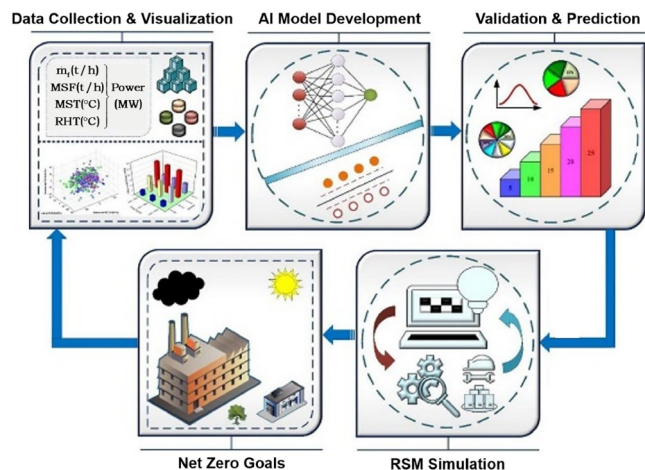 Data Collection & Visualization
AI Model Development
Validation & Prediction
ṁf(t/h)
MSF(t/h)
MST(°C)
RHT(°C)
Power
(MW)
5
10
15
20
25
Net Zero Goals
RSM Simulation